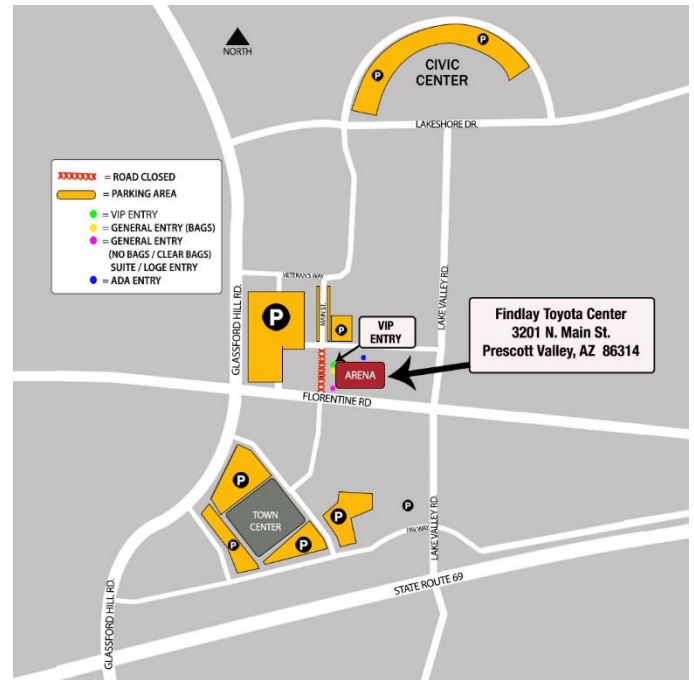 NORTH
P
P
CIVIC
CENTER
LAKESHORE DR.
XXXXXXX = ROAD CLOSED
= PARKING AREA
= VIP ENTRY
= GENERAL ENTRY (BAGS)
= GENERAL ENTRY
(NO BAGS / CLEAR BAGS)
SUITE / LOGE ENTRY
= ADA ENTRY
GLASSFORD HILL RD.
VETERAN'S WAY
MAIN ST.
LAKE VALLEY RD.
P
P
VIP
ENTRY
Findlay Toyota Center
3201 N. Main St.
Prescott Valley, AZ 86314
XXXXXXX
ARENA
FLORENTINE RD
P
TOWN
CENTER
P
P
P
P
PAVWAY
LAKE VALLEY RD.
GLASSFORD HILL RD.
STATE ROUTE 69